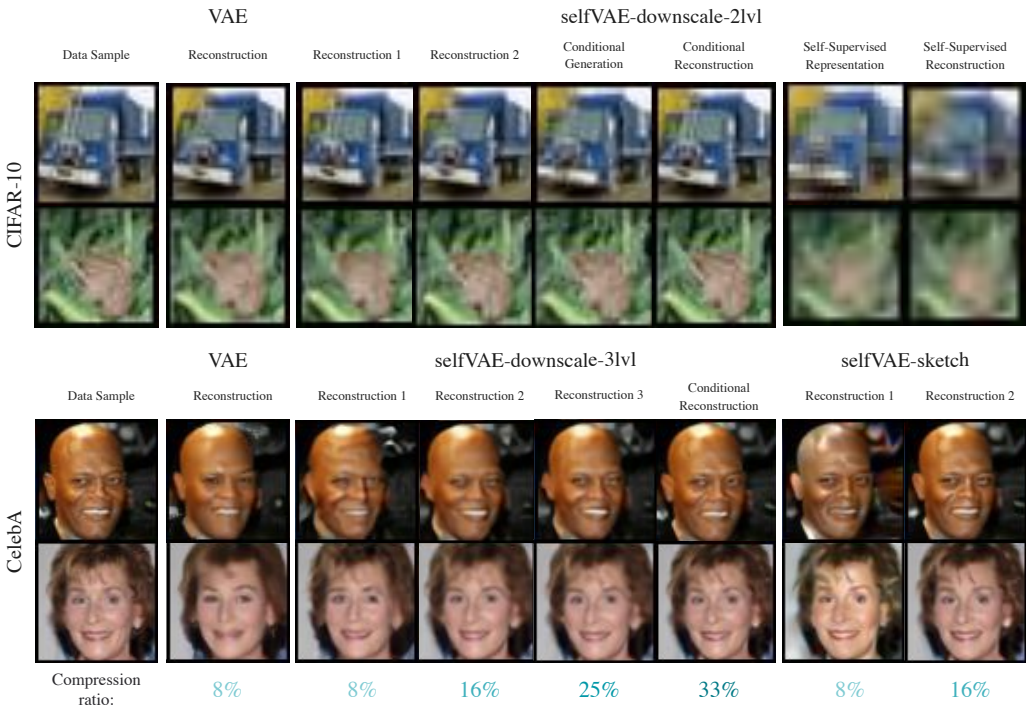 VAE
selfVAE-downscale-2lvl
Data Sample
Reconstruction
Reconstruction 1
Reconstruction 2
Conditional
Generation
Conditional
Reconstruction
Self-Supervised
Representation
Self-Supervised
Reconstruction
CIFAR-10
VAE
selfVAE-downscale-3lvl
selfVAE-sketch
Data Sample
Reconstruction
Reconstruction 1
Reconstruction 2
Reconstruction 3
Conditional
Reconstruction
Reconstruction 1
Reconstruction 2
CelebA
Compression
ratio:
8%
8%
16%
25%
33%
8%
16%